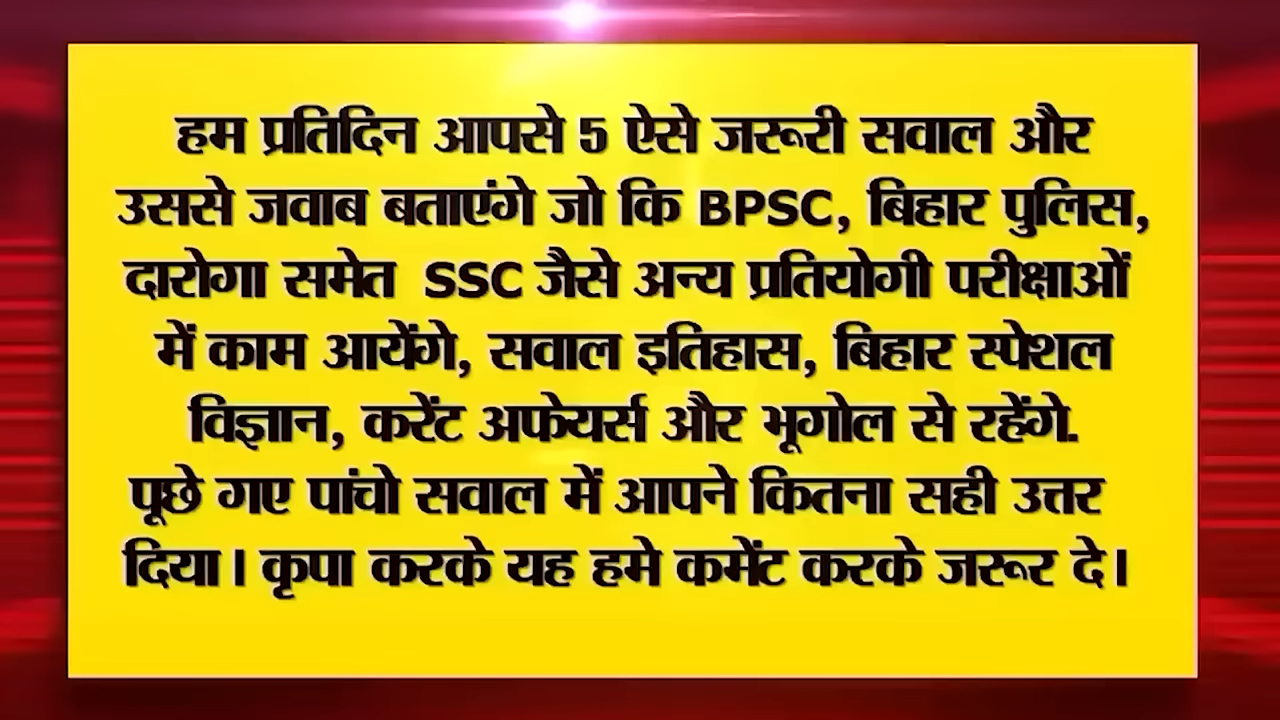 हम प्रतिदिन आपसे 5 ऐसे जरूरी सवाल और
उससे जवाब बताएंगे जो कि BPSC, बिहार पुलिस,
दारोगा समेत SSC जैसे अन्य प्रतियोगी परीक्षाओं
में काम आयेंगे, सवाल इतिहास, बिहार स्पेशल
विज्ञान, करेंट अफेयर्स और भूगोल से रहेंगे.
पूछे गए पांचो सवाल में आपने कितना सही उत्तर
दिया। कृपा करके यह हमे कमेंट करके जरूर दे।